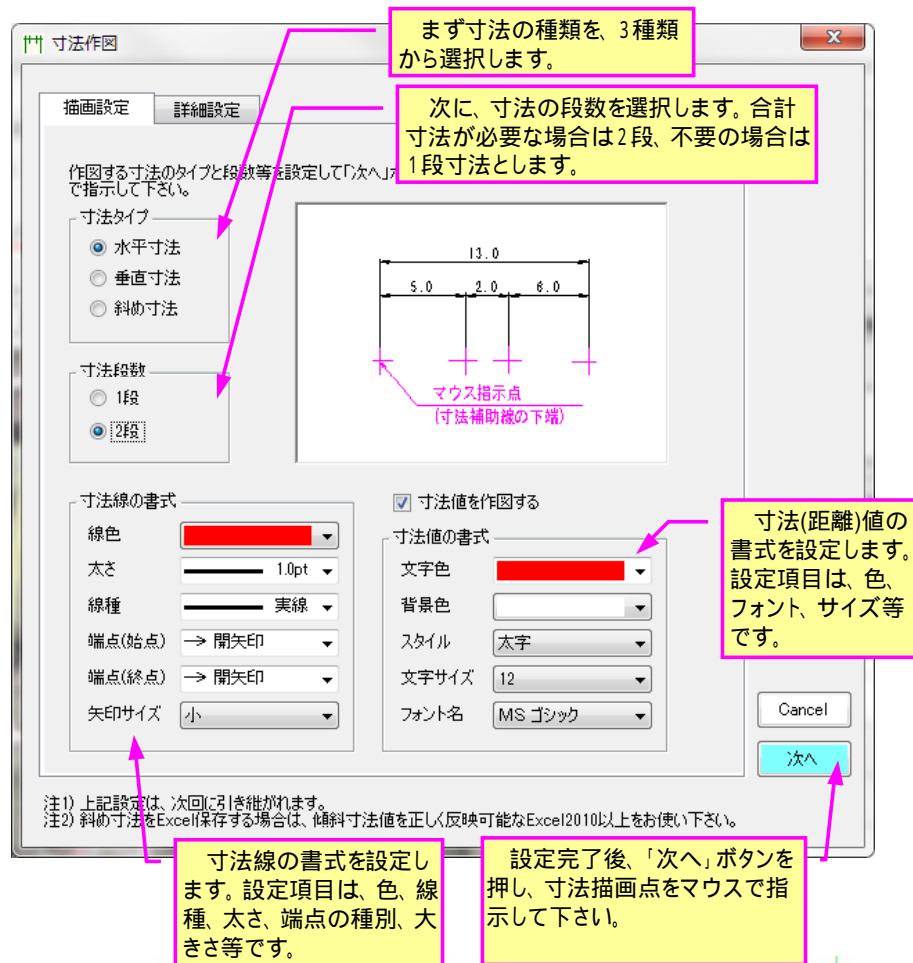 まず寸法の種類を、3種類
から選択します。
寸法作図
描画設定
詳細設定
次に、寸法の段数を選択します。合計
寸法が必要な場合は2段、不要の場合は
1段寸法とします。
作図する寸法のタイプと段数等を設定して「次へ」
で指示して下さい。
寸法タイプ
水平寸法
垂直寸法
斜め寸法
13.0
5.0 2.0 6.0
マウス指示点
(寸法補助線の下端)
寸法段数
1段
2段
寸法線の書式
線色
太さ 1.0pt
線種 実線
端点(始点) 開矢印
端点(終点) 開矢印
矢印サイズ 小
寸法値を作図する
寸法値の書式
文字色
背景色
スタイル 太字
文字サイズ 12
フォント名 MS ゴシック
寸法(距離)値の
書式を設定します。
設定項目は、色、
フォント、サイズ等
です。
Cancel
次へ
注1) 上記設定は、次回に引き継がれます。
注2) 斜め寸法をExcel保存する場合は、傾斜寸法値を正しく反映可能なExcel2010以上をお使い下さい。
寸法線の書式を設定し
ます。設定項目は、色、線
種、太さ、端点の種別、大
きさ等です。
設定完了後、「次へ」ボタンを
押し、寸法描画点をマウスで指
示して下さい。